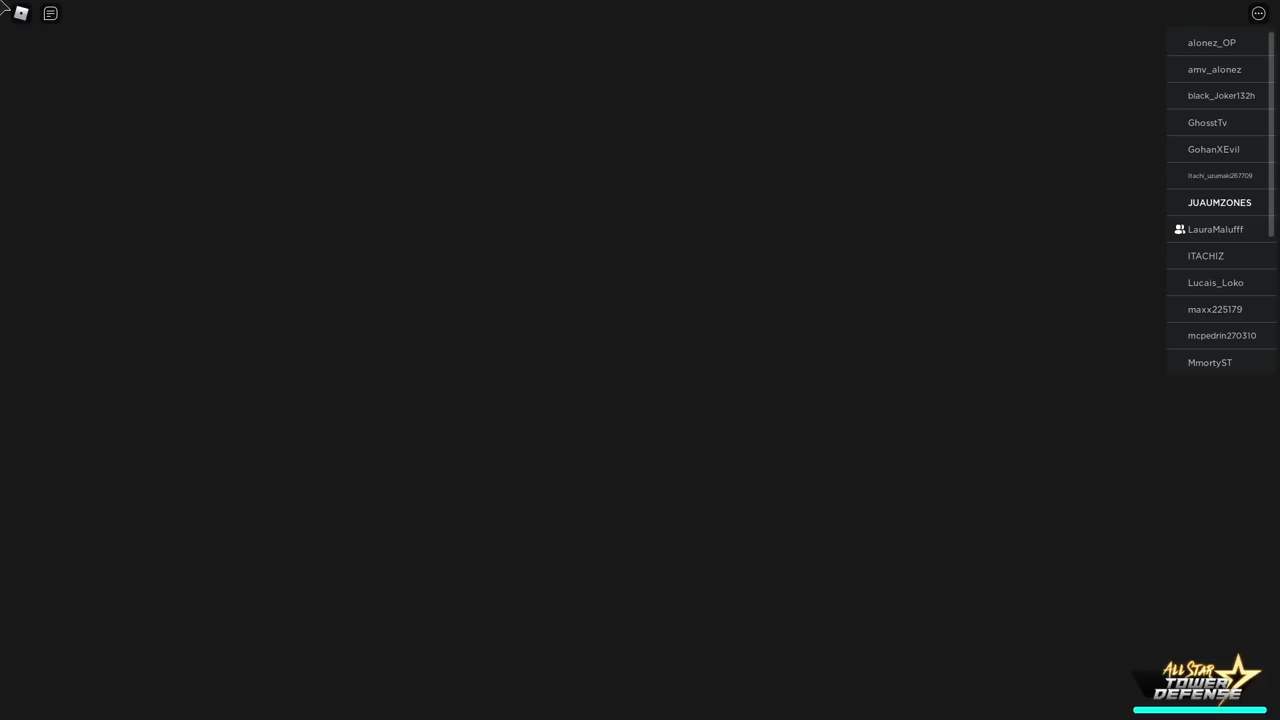 alonez_OP
amv_alonez
black_Joker132h
GhosstTv
GohanXEvil
Itachi_uzumaki267709
JUAUMZONES
LauraMalufff
ITACHIZ
Lucais_Loko
maxx225179
mcpedrin270310
MmortyST
ALL STAR
TOWER
DEFENSE